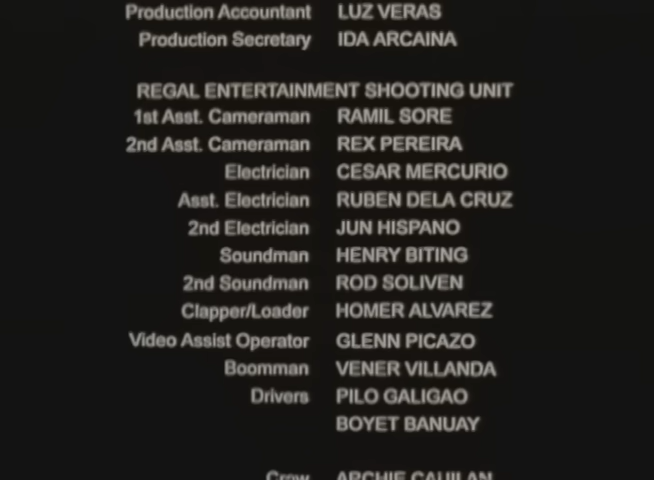 Production Accountant LUZ VERAS
Production Secretary IDA ARCAINA
REGAL ENTERTAINMENT SHOOTING UNIT
1st Asst. Cameraman RAMIL SORE
2nd Asst. Cameraman REX PEREIRA
Electrician CESAR MERCURIO
Asst. Electrician RUBEN DELA CRUZ
2nd Electrician JUN HISPANO
Soundman HENRY BITING
2nd Soundman ROD SOLIVEN
Clapper/Loader HOMER ALVAREZ
Video Assist Operator GLENN PICAZO
Boomman VENER VILLANDA
Drivers PILO GALIGAO
BOYET BANUAY
Crew ARCHIE